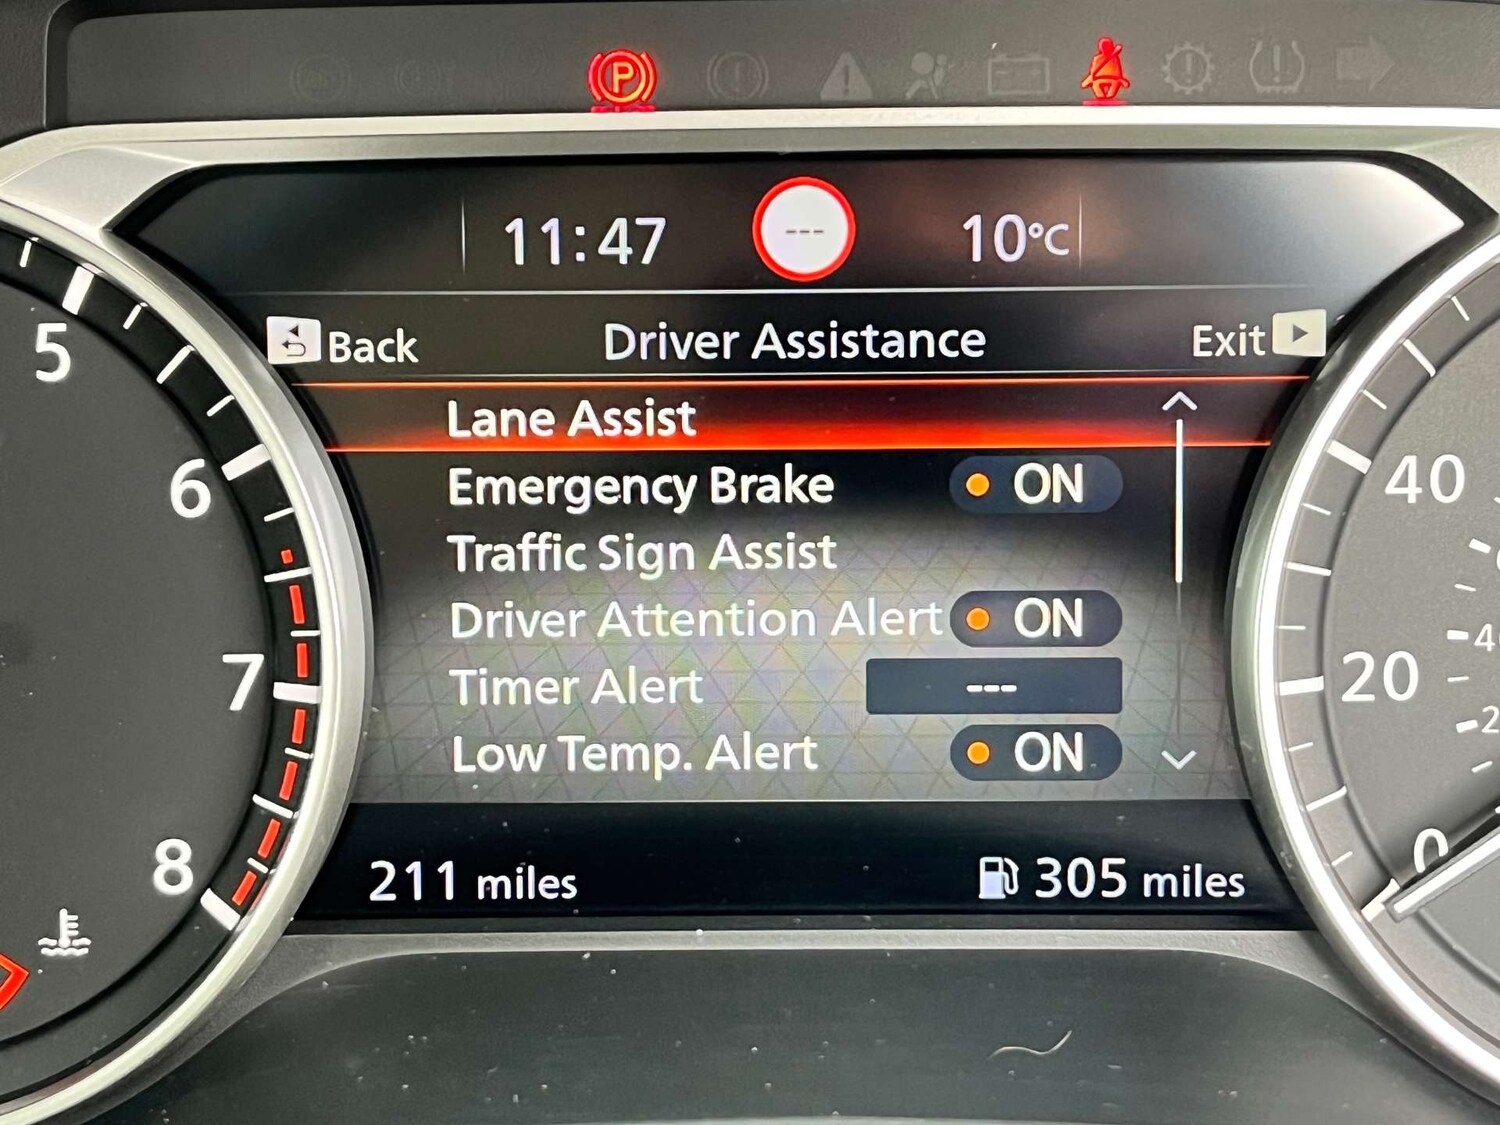 P
11:47 --- 10°C
Back Driver Assistance Exit
Lane Assist
Emergency Brake ON
Traffic Sign Assist
Driver Attention Alert ON
Timer Alert ---
Low Temp. Alert ON
211 miles 305 miles
5
6
7
8
40
20
0